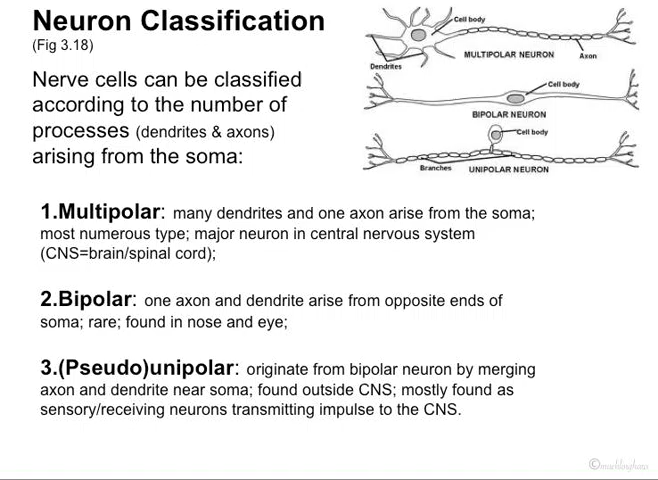 Neuron Classification
(Fig 3.18)
Nerve cells can be classified
according to the number of
processes (dendrites & axons)
arising from the soma:
Cell body
Dendrites
MULTIPOLAR NEURON
Axon
Cell body
BIPOLAR NEURON
Cell body
Branches
UNIPOLAR NEURON
1.Multipolar: many dendrites and one axon arise from the soma;
most numerous type; major neuron in central nervous system
(CNS=brain/spinal cord);
2.Bipolar: one axon and dendrite arise from opposite ends of
soma; rare; found in nose and eye;
3.(Pseudo)unipolar: originate from bipolar neuron by merging
axon and dendrite near soma; found outside CNS; mostly found as
sensory/receiving neurons transmitting impulse to the CNS.